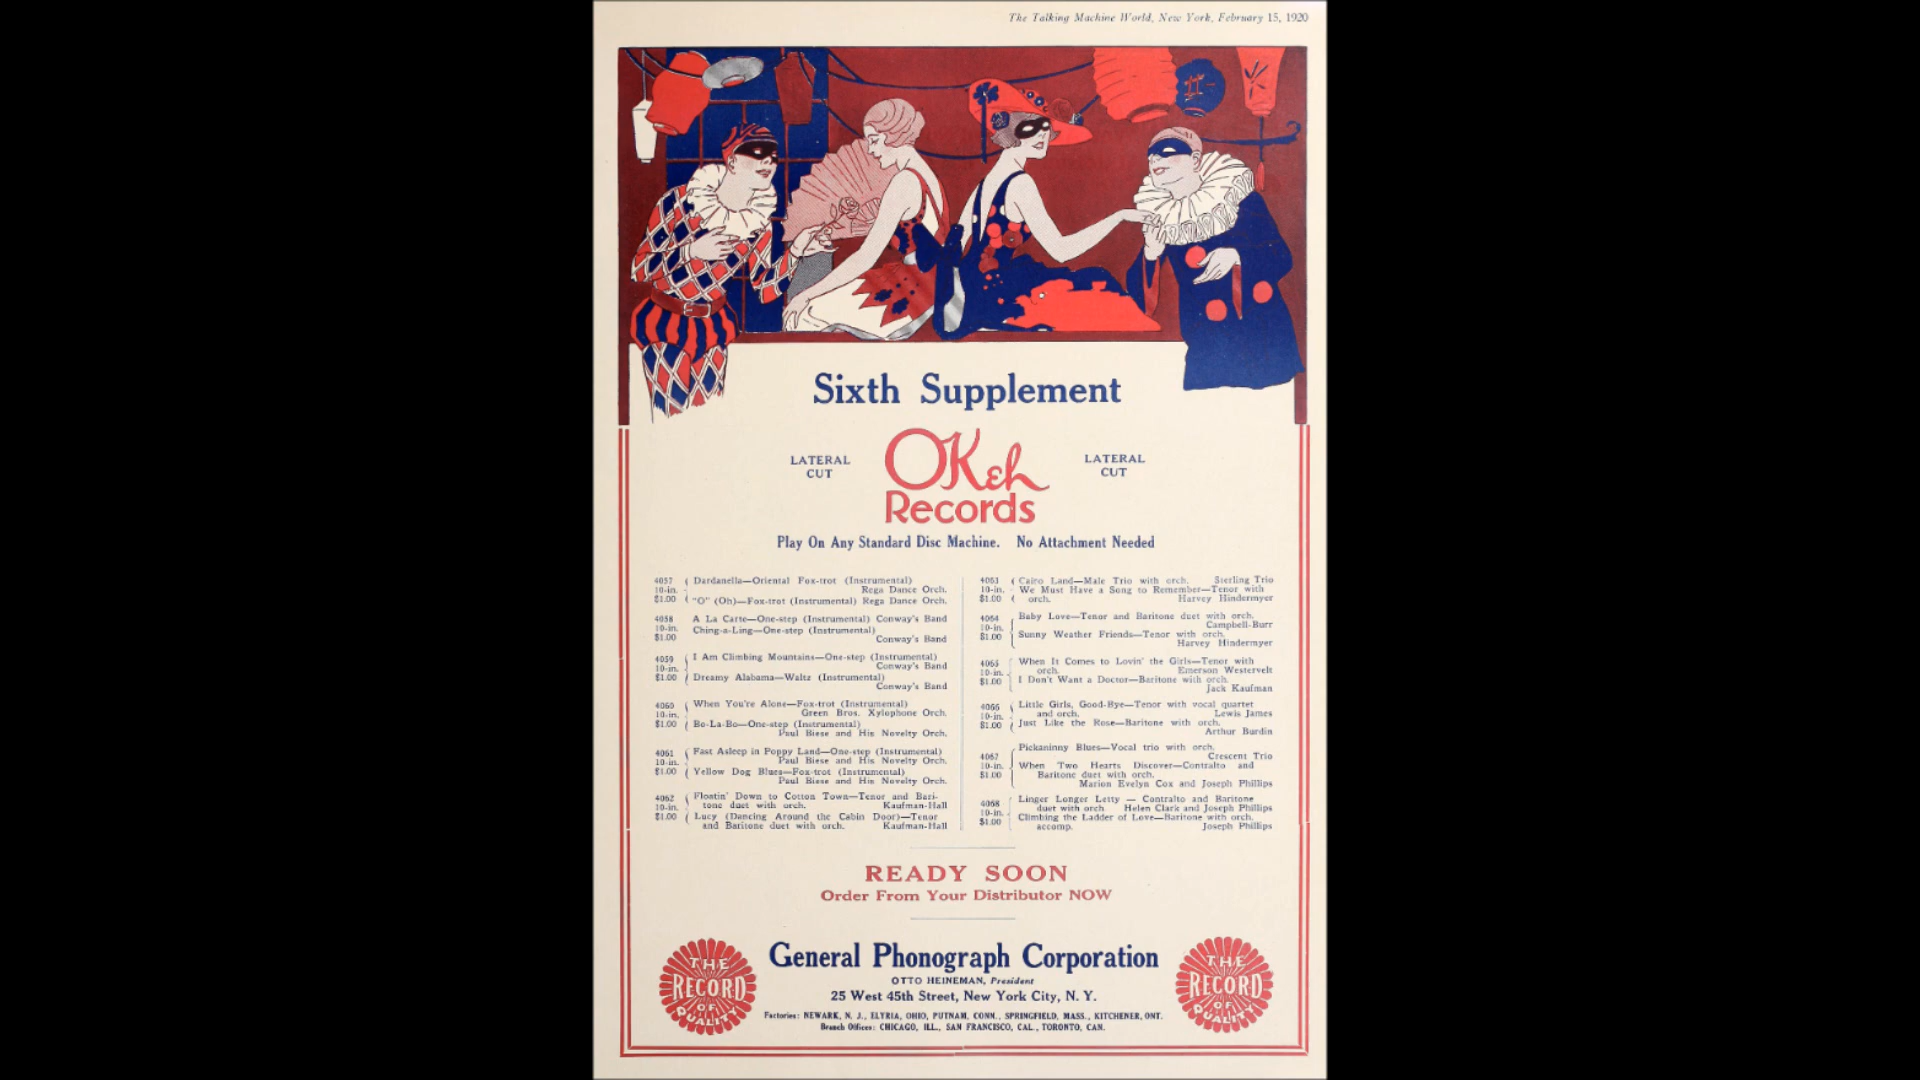 The Talking Machine World, New York, February 15, 1920
Sixth Supplement
LATERAL
CUT
OKeh
Records
LATERAL
CUT
Play On Any Standard Disc Machine. No Attachment Needed
4057
10-in.
$1.00
Dardanella—Oriental Fox-trot (Instrumental)
Rega Dance Orch.
"O" (Oh)—Fox-trot (Instrumental) Rega Dance Orch.
4058
10-in.
$1.00
A La Carte—One-step (Instrumental) Conway's Band
Ching-a-Ling—One-step (Instrumental)
Conway's Band
4059
10-in.
$1.00
I Am Climbing Mountains—One-step (Instrumental)
Conway's Band
Dreamy Alabama—Waltz (Instrumental)
Conway's Band
4060
10-in.
$1.00
When You're Alone—Fox-trot (Instrumental)
Green Bros. Xylophone Orch.
Bo-La-Bo—One-step (Instrumental)
Paul Biese and His Novelty Orch.
4061
10-in.
$1.00
Fast Asleep in Poppy Land—One-step (Instrumental)
Paul Biese and His Novelty Orch.
Yellow Dog Blues—Fox-trot (Instrumental)
Paul Biese and His Novelty Orch.
4062
10-in.
$1.00
Floatin' Down to Cotton Town—Tenor and Bari-
tone duet with orch. Kaufman-Hall
Lucy (Dancing Around the Cabin Door)—Tenor
and Baritone duet with orch. Kaufman-Hall
4063
10-in.
$1.00
Cairo Land—Male Trio with orch. Sterling Trio
We Must Have a Song to Remember—Tenor with
orch. Harvey Hindermyer
4064
10-in.
$1.00
Baby Love—Tenor and Baritone duet with orch.
Campbell-Burr
Sunny Weather Friends—Tenor with orch.
Harvey Hindermyer
4065
10-in.
$1.00
When It Comes to Lovin' the Girls—Tenor with
orch. Emerson Westervelt
I Don't Want a Doctor—Baritone with orch.
Jack Kaufman
4066
10-in.
$1.00
Little Girls, Good-Bye—Tenor with vocal quartet
and orch. Lewis James
Just Like the Rose—Baritone with orch.
Arthur Burdin
4067
10-in.
$1.00
Pickaninny Blues—Vocal trio with orch.
Crescent Trio
When Two Hearts Discover—Contralto and
Baritone duet with orch.
Marion Evelyn Cox and Joseph Phillips
4068
10-in.
$1.00
Linger Longer Letty — Contralto and Baritone
duet with orch Helen Clark and Joseph Phillips
Climbing the Ladder of Love—Baritone with orch.
accomp. Joseph Phillips
READY SOON
Order From Your Distributor NOW
THE
RECORD
OF
QUALITY
General Phonograph Corporation
OTTO HEINEMAN, President
25 West 45th Street, New York City, N. Y.
Factories: NEWARK, N. J., ELYRIA, OHIO, PUTNAM, CONN., SPRINGFIELD, MASS., KITCHENER, ONT.
Branch Offices: CHICAGO, ILL., SAN FRANCISCO, CAL., TORONTO, CAN.
THE
RECORD
OF
QUALITY